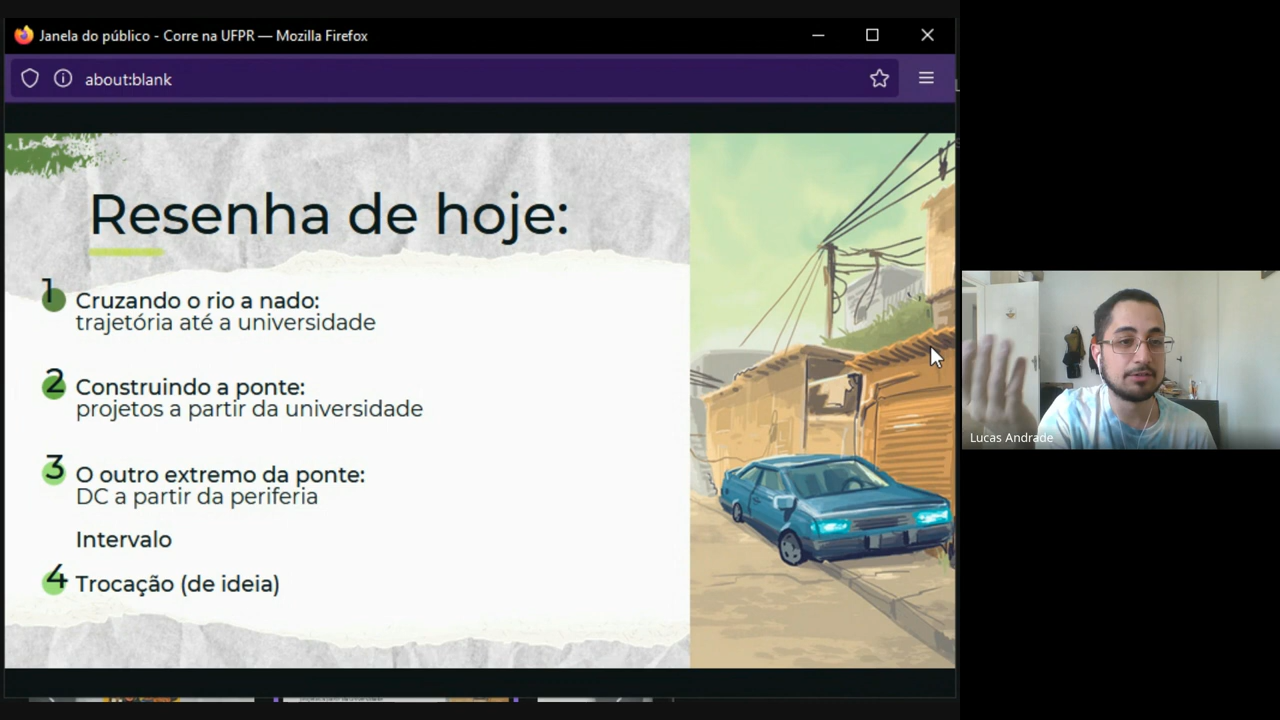 Janela do público - Corre na UFPR — Mozilla Firefox
about:blank
Resenha de hoje:
1 Cruzando o rio a nado:
trajetória até a universidade
2 Construindo a ponte:
projetos a partir da universidade
3 O outro extremo da ponte:
DC a partir da periferia
Intervalo
4 Trocação (de ideia)
Lucas Andrade